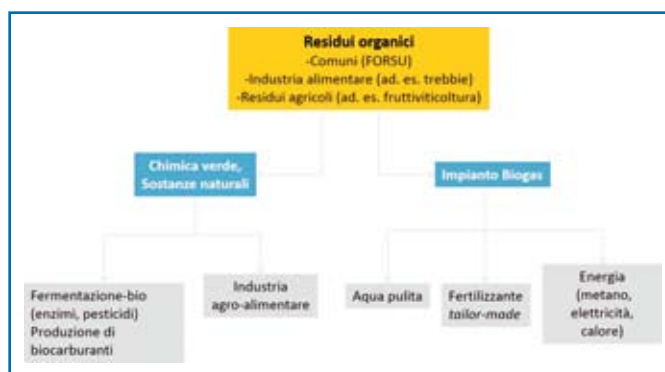 Residui organici
-Comuni (FORSU)
-Industria alimentare (ad. es. trebbie)
-Residui agricoli (ad. es. fruttiviticoltura)
Chimica verde,
Sostanze naturali
Impianto Biogas
Fermentazione-bio
(enzimi, pesticidi)
Produzione di
biocarburanti
Industria
agro-alimentare
Aqua pulita
Fertilizzante
tailor-made
Energia
(metano,
elettricità,
calore)